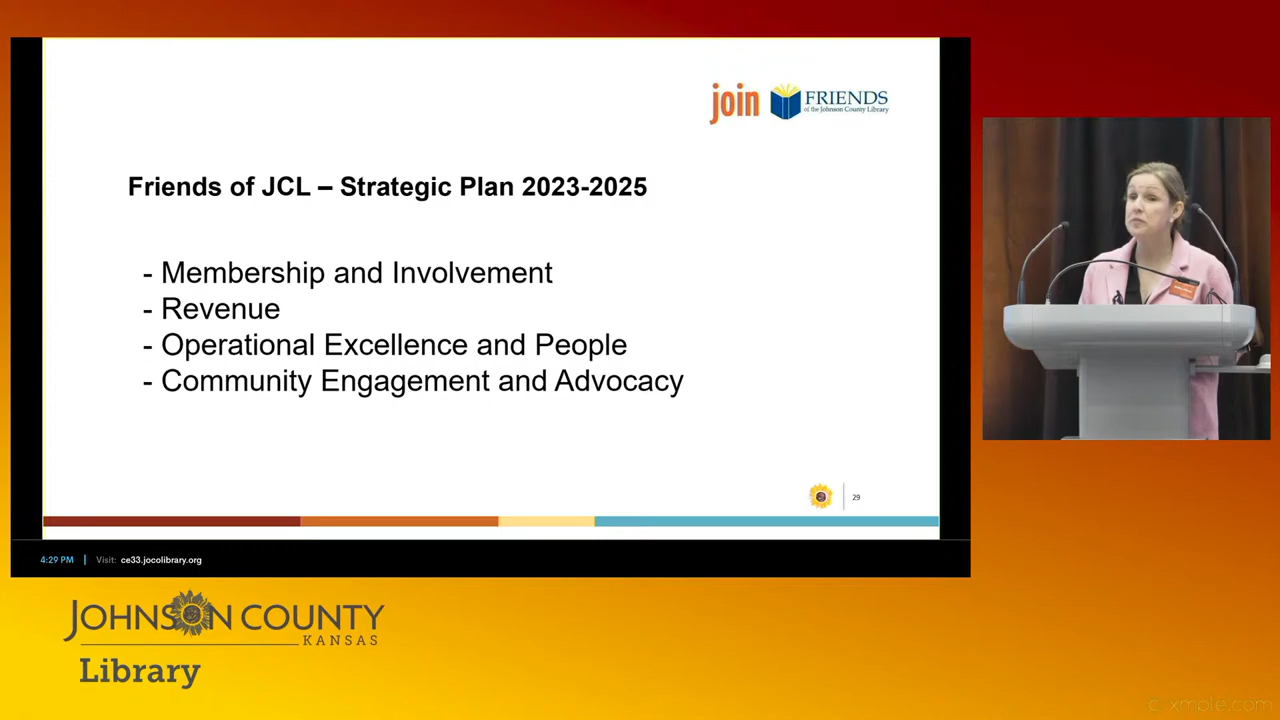 join FRIENDS
of the Johnson County Library
Friends of JCL – Strategic Plan 2023-2025
- Membership and Involvement
- Revenue
- Operational Excellence and People
- Community Engagement and Advocacy
29
4:29 PM | Visit: ce33.jocolibrary.org
JOHNSON COUNTY
KANSAS
Library